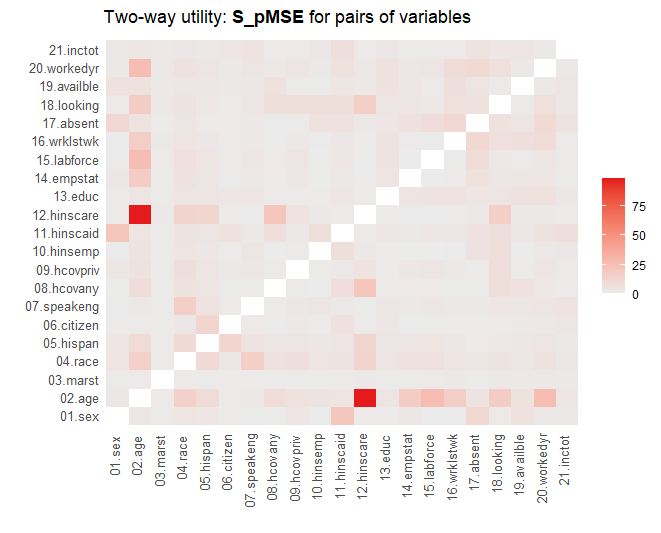 Two-way utility: S_pMSE for pairs of variables
21.inctot
20.workedyr
19.availble
18.looking
17.absent
16.wrklstwk
15.labforce
14.empstat
13.educ
12.hinscare
11.hinscaid
10.hinsemp
09.hcovpriv
08.hcovany
07.speakeng
06.citizen
05.hispan
04.race
03.marst
02.age
01.sex
75
50
25
0
01.sex
02.age
03.marst
04.race
05.hispan
06.citizen
07.speakeng
08.hcovany
09.hcovpriv
10.hinsemp
11.hinscaid
12.hinscare
13.educ
14.empstat
15.labforce
16.wrklstwk
17.absent
18.looking
19.availble
20.workedyr
21.inctot